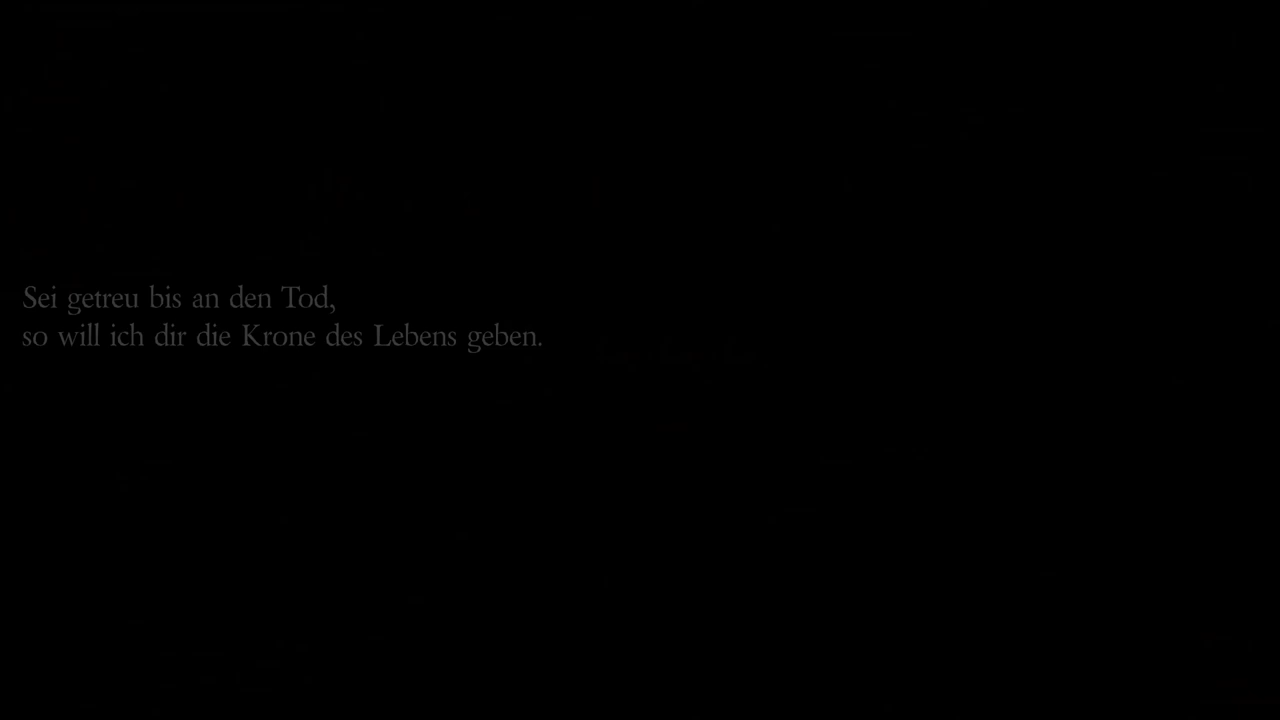 Sei getreu bis an den Tod,
so will ich dir die Krone des Lebens geben.